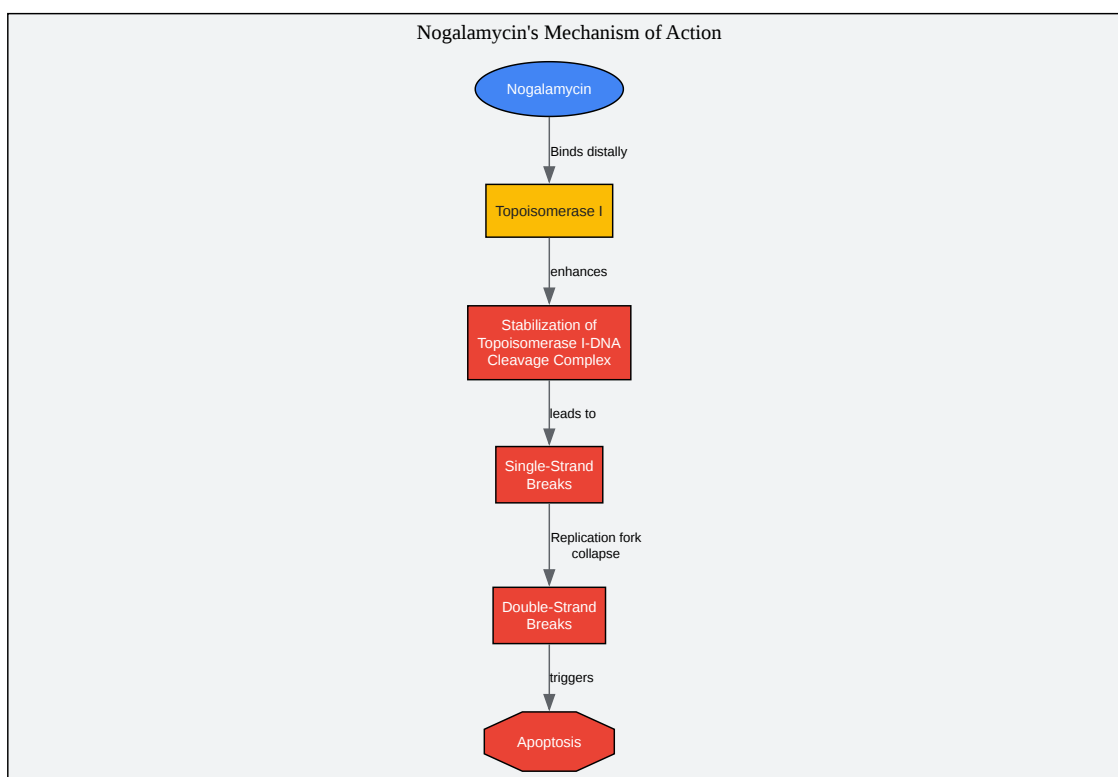 Nogalamycin's Mechanism of Action
Nogalamycin
Binds distally
Topoisomerase I
enhances
Stabilization of
Topoisomerase I-DNA
Cleavage Complex
leads to
Single-Strand
Breaks
Replication fork
collapse
Double-Strand
Breaks
triggers
Apoptosis